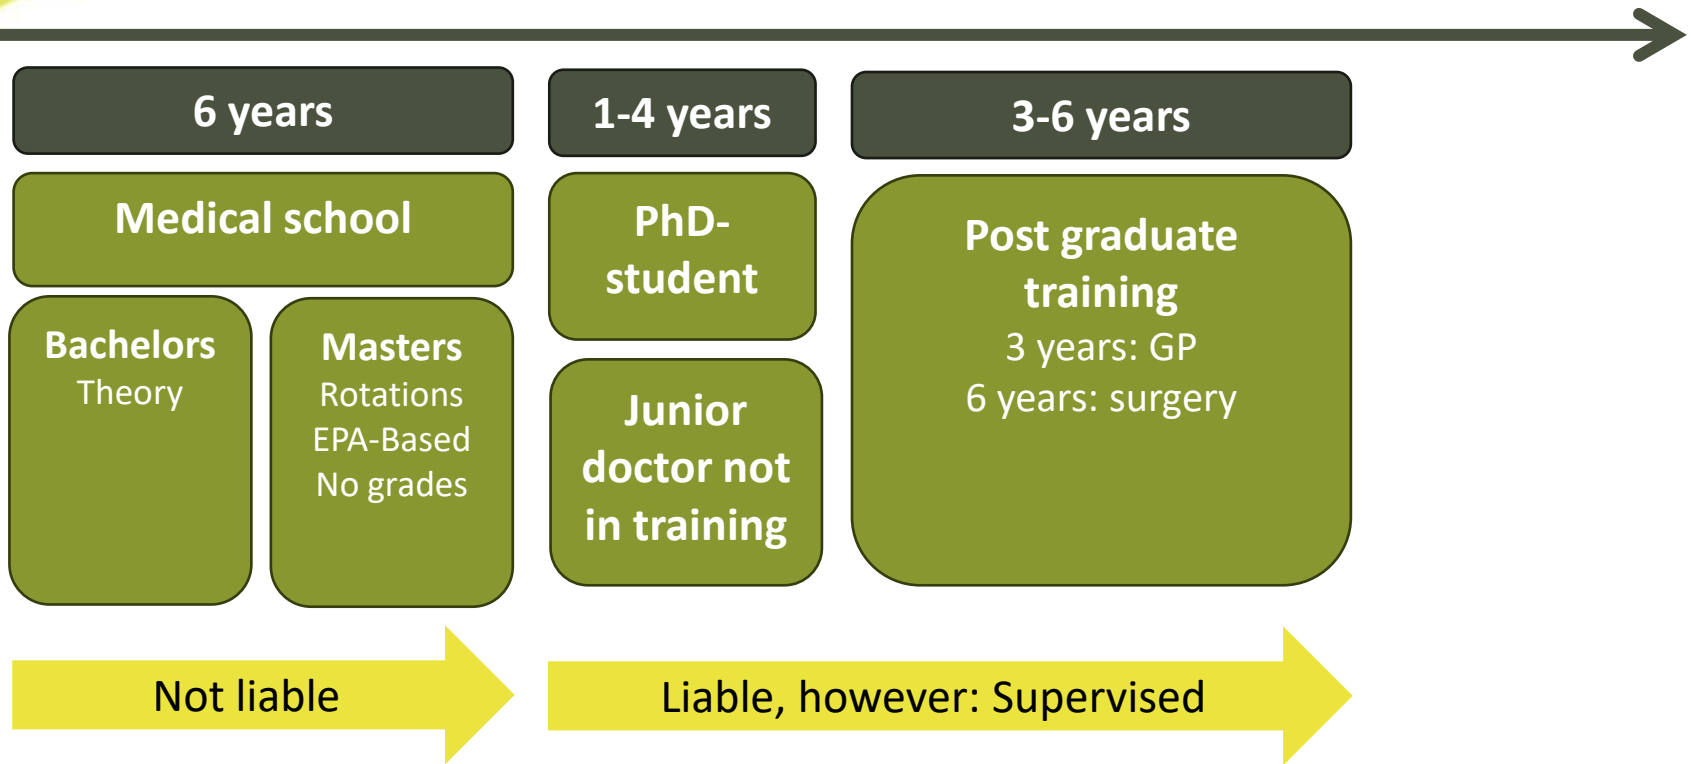 6 years
1-4 years
3-6 years
Medical school
Bachelors
Theory
Masters
Rotations
EPA-Based
No grades
PhD-
student
Junior
doctor not
in training
Post graduate
training
3 years: GP
6 years: surgery
Not liable
Liable, however: Supervised